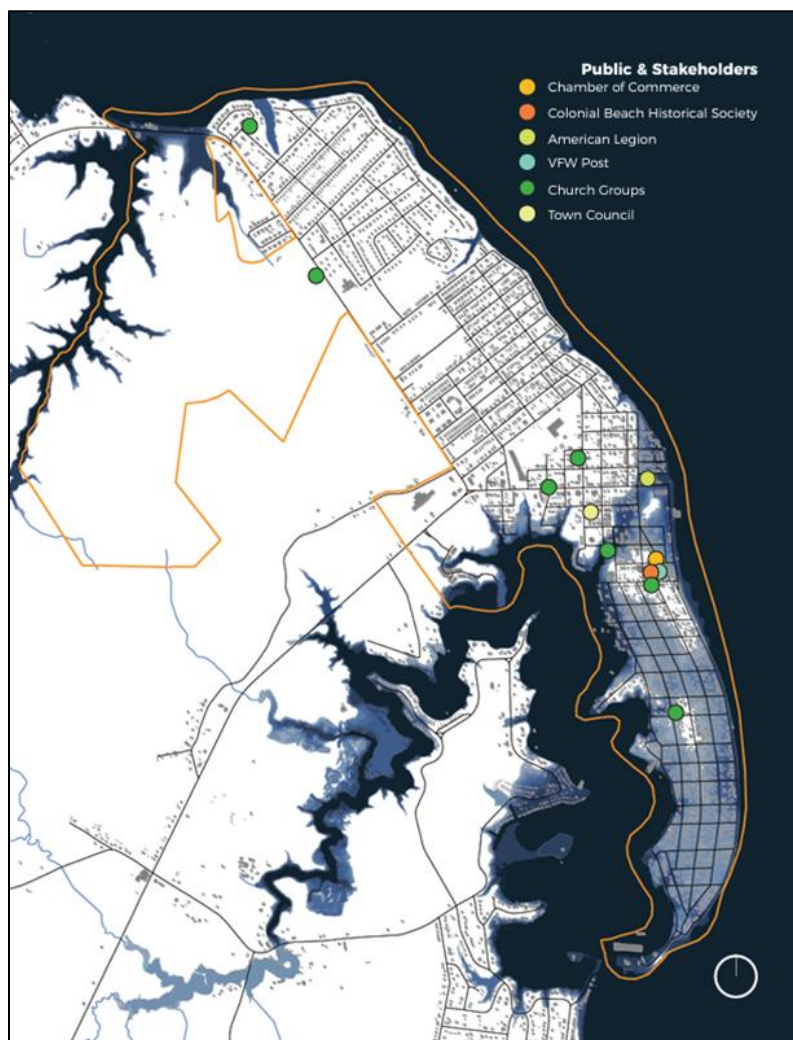 Public & Stakeholders
Chamber of Commerce
Colonial Beach Historical Society
American Legion
VFW Post
Church Groups
Town Council